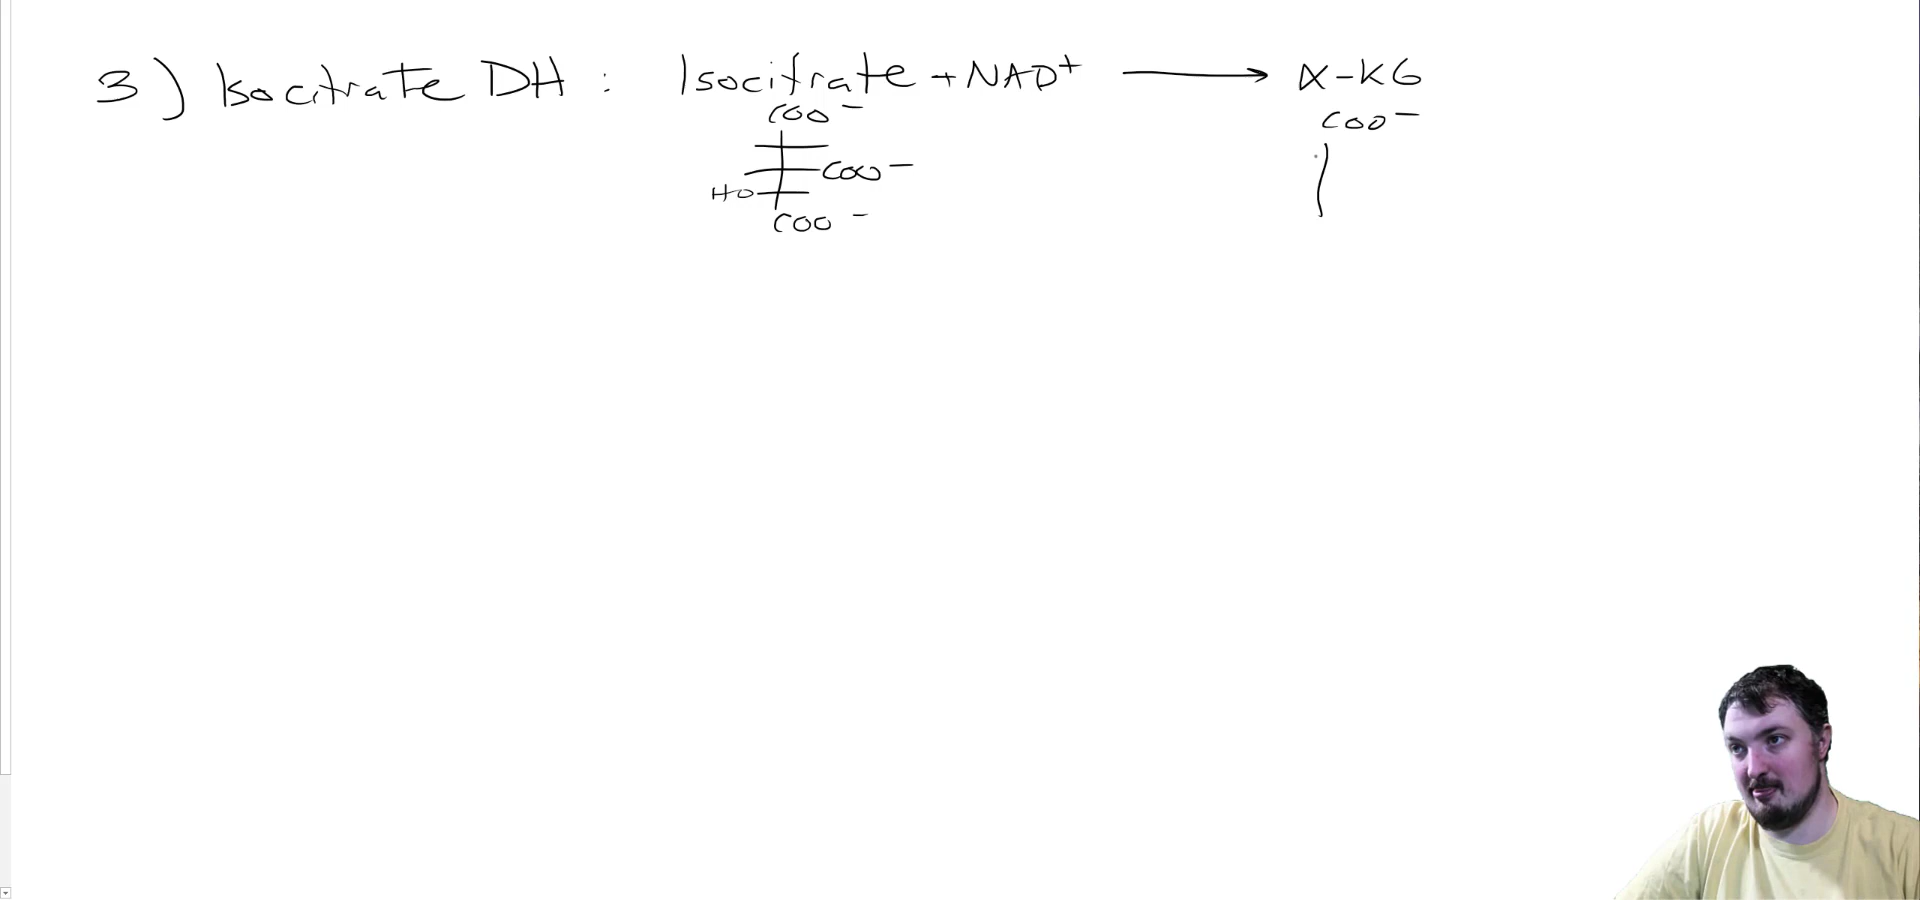 3) Isocitrate DH : Isocitrate + NAD⁺ ⟶ α-KG
COO⁻ COO⁻
COO⁻
HO
COO⁻